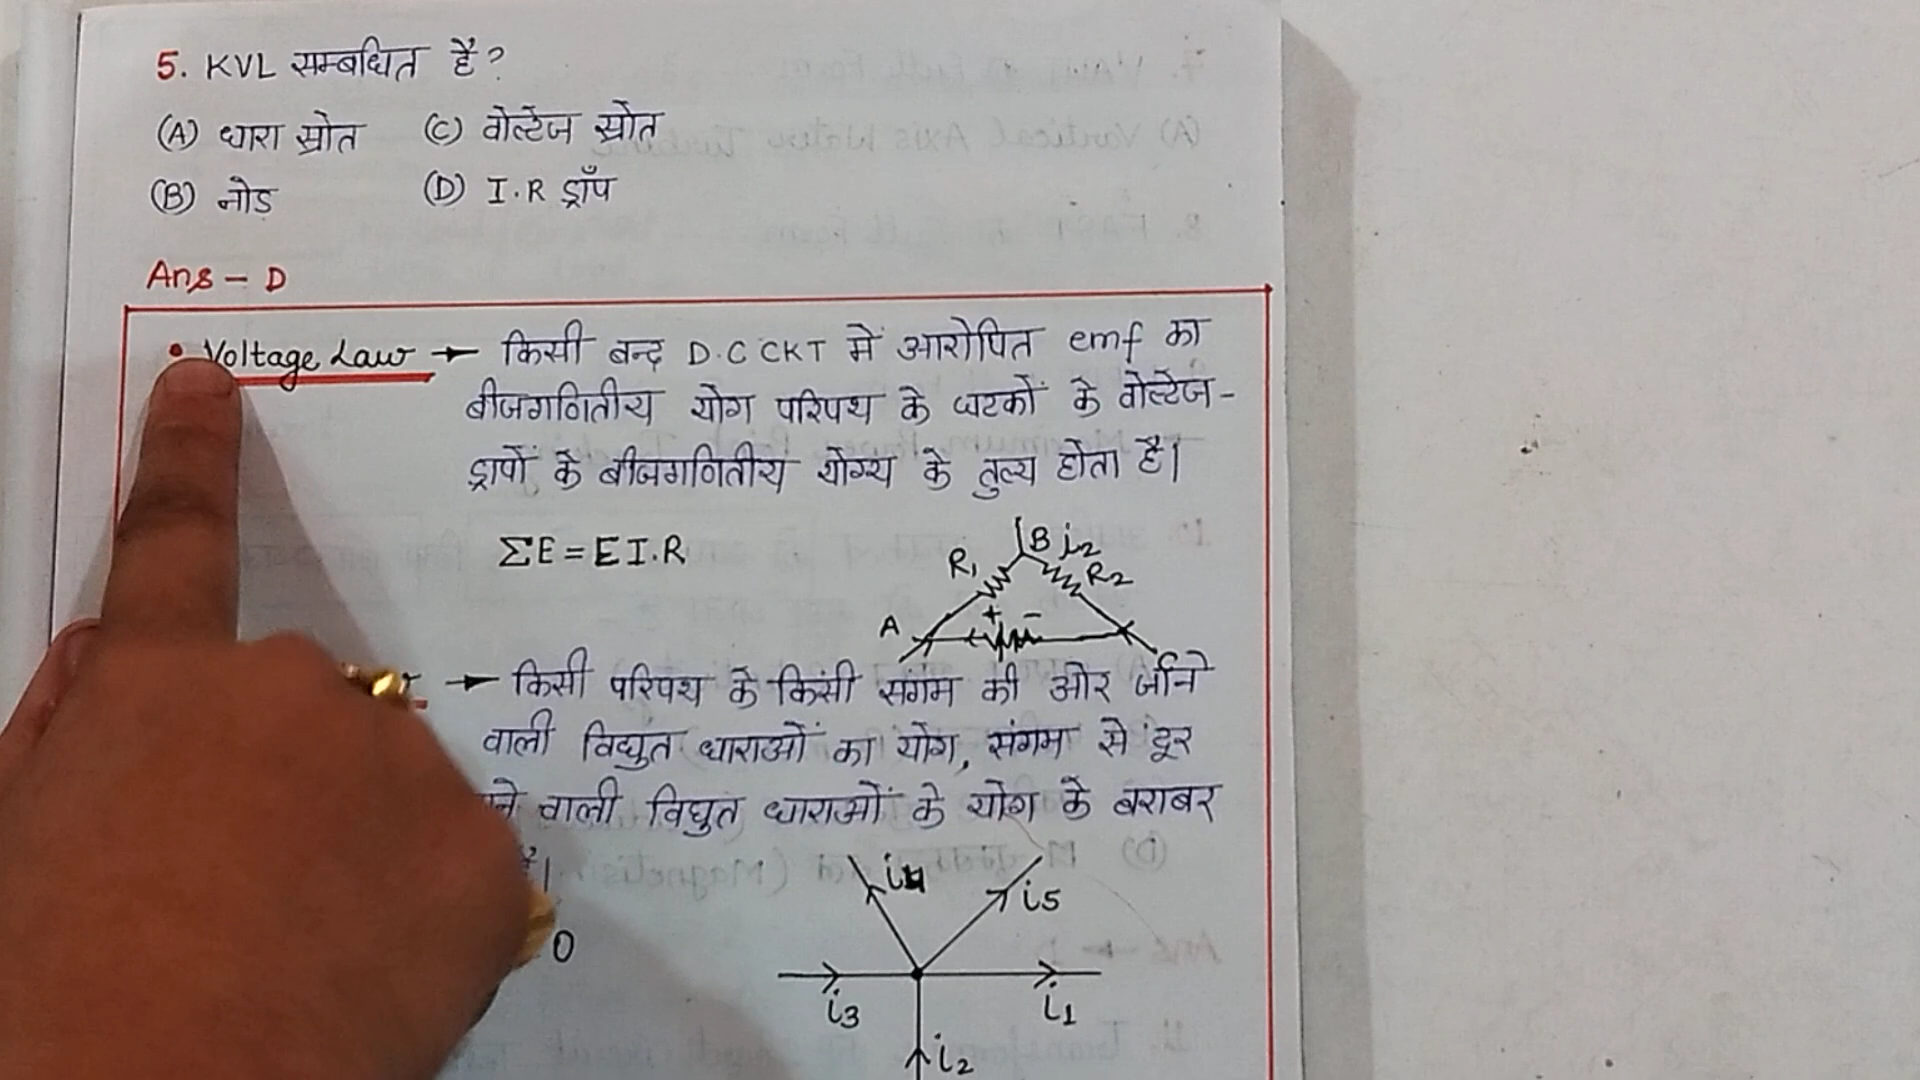 5. KVL सम्बधित है?
(A) धारा स्रोत (C) वोल्टेज स्रोत
(B) नोड (D) I.R ड्रॉप
Ans - D
• Voltage Law → किसी बन्द D.C CKT में आरोपित emf का
बीजगणितीय योग परिपथ के घटकों के वोल्टेज-
ड्रापों के बीजगणितीय योग्य के तुल्य होता है।
ΣE = EI.R
B i2
R1 R2
+ -
A
C
→ किसी परिपथ के किसी संगम की ओर जाने
वाली विद्युत धाराओं का योग, संगम से दूर
वाली विद्युत धाराओं के योग के बराबर
है।
i4 i5
0
i3 i1
i2